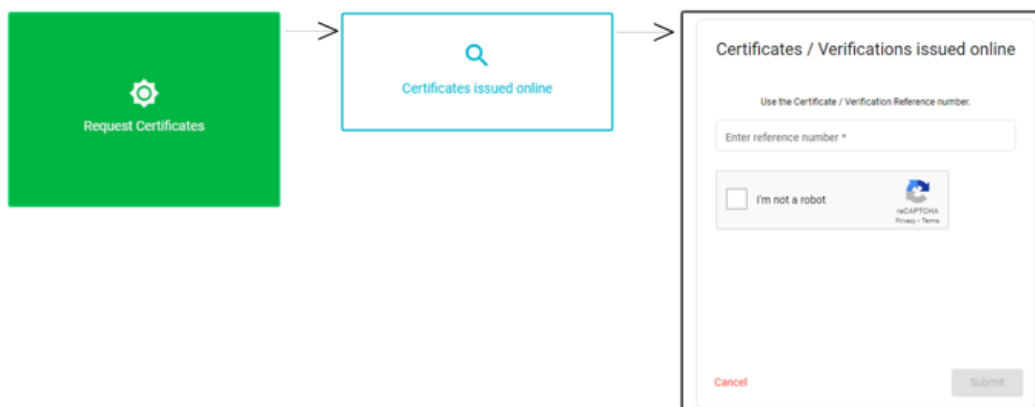 Request Certificates
Certificates issued online
Certificates / Verifications issued online
Use the Certificate / Verification Reference number.
Enter reference number *
I'm not a robot
reCAPTCHA
Privacy - Terms
Cancel
Submit